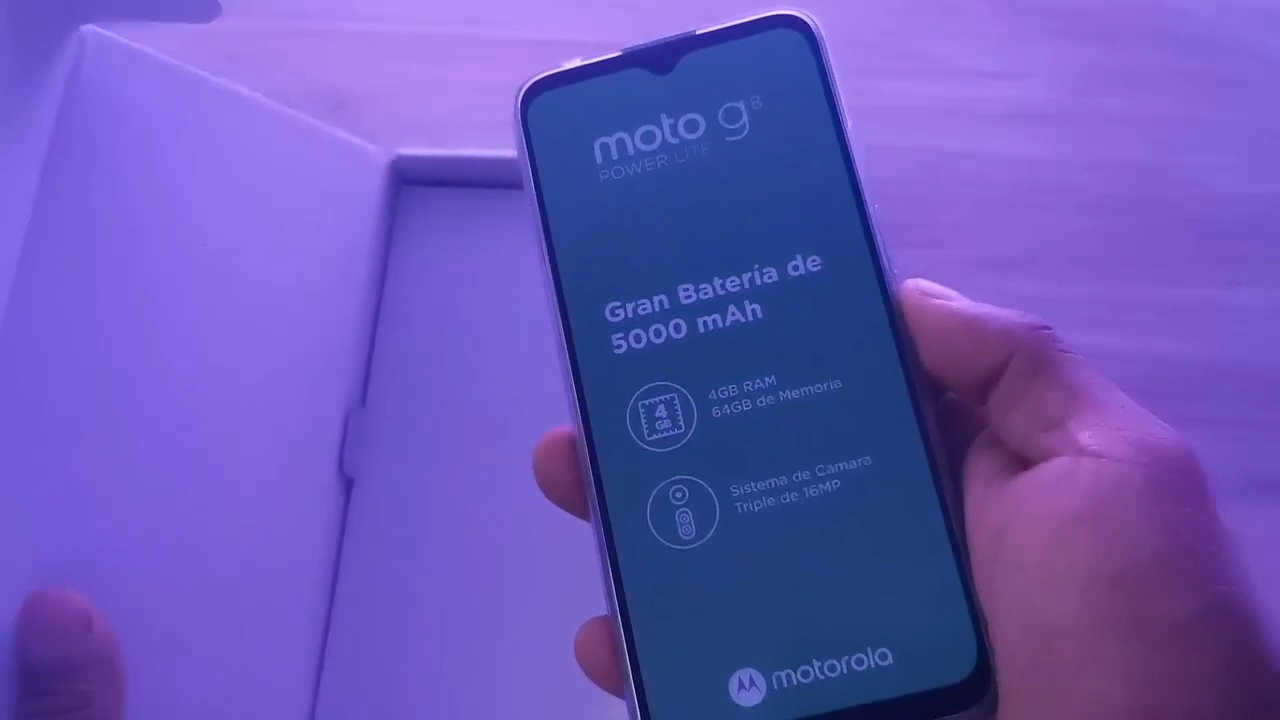 moto g8
POWER LITE
Gran Batería de
5000 mAh
4
GB
4GB RAM
64GB de Memoria
Sistema de Camara
Triple de 16MP
motorola